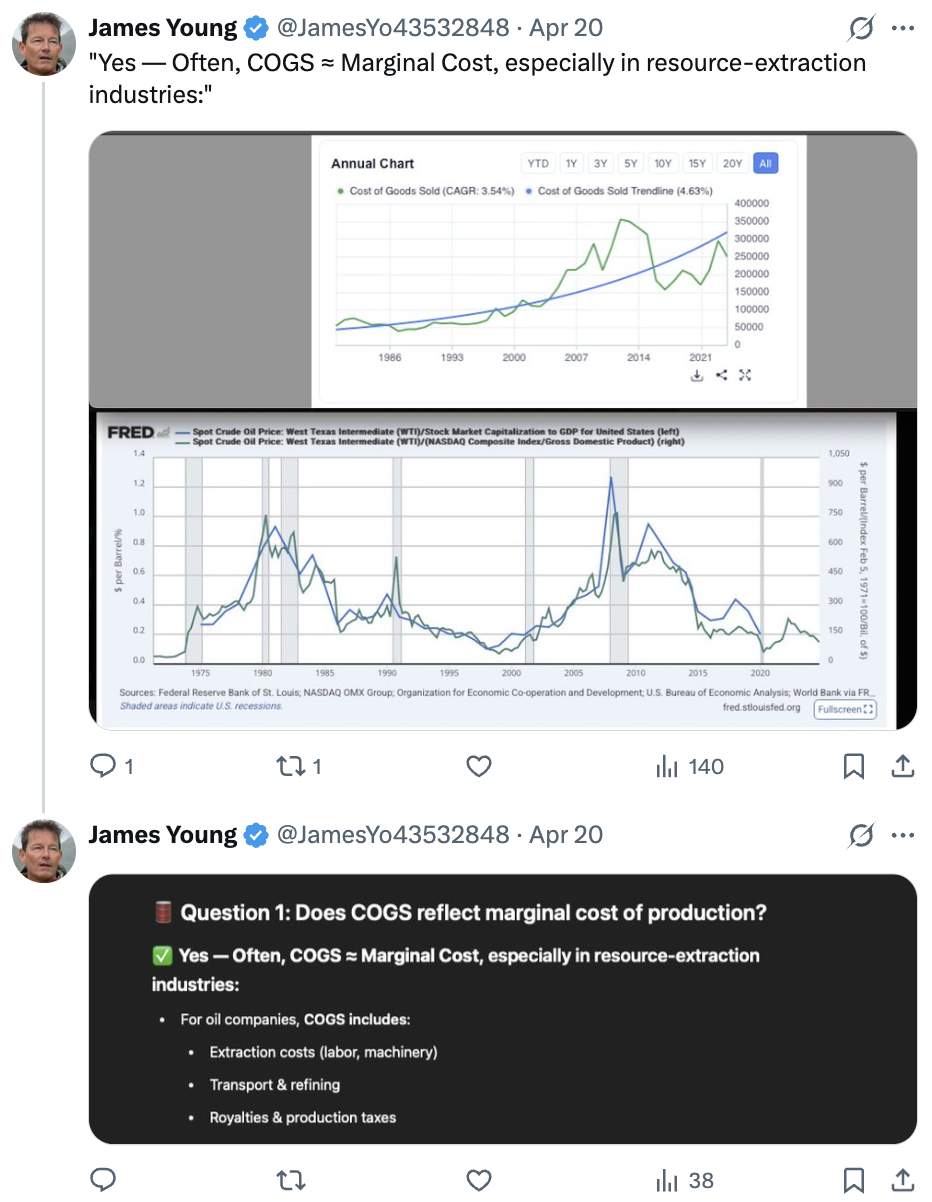 James Young @JamesYo43532848 · Apr 20
"Yes — Often, COGS ≈ Marginal Cost, especially in resource-extraction
industries:"
Annual Chart YTD 1Y 3Y 5Y 10Y 15Y 20Y All
Cost of Goods Sold (CAGR: 3.54%) Cost of Goods Sold Trendline (4.63%)
400000
350000
300000
250000
200000
150000
100000
50000
0
1986 1993 2000 2007 2014 2021
FRED
Spot Crude Oil Price: West Texas Intermediate (WTI)/Stock Market Capitalization to GDP for United States (left)
Spot Crude Oil Price: West Texas Intermediate (WTI)/(NASDAQ Composite Index/Gross Domestic Product) (right)
1.4 1,050
1.2 900
1.0 750
0.8 600
0.6 450
0.4 300
0.2 150
0.0 0
$ per Barrel/%
$ per Barrel/(Index Feb 5, 1971=100/Bil. of $)
1975 1980 1985 1990 1995 2000 2005 2010 2015 2020
Sources: Federal Reserve Bank of St. Louis; NASDAQ OMX Group; Organization for Economic Co-operation and Development; U.S. Bureau of Economic Analysis; World Bank via FR...
Shaded areas indicate U.S. recessions.
fred.stlouisfed.org Fullscreen
1 1 140
James Young @JamesYo43532848 · Apr 20
Question 1: Does COGS reflect marginal cost of production?
Yes — Often, COGS ≈ Marginal Cost, especially in resource-extraction
industries:
• For oil companies, COGS includes:
• Extraction costs (labor, machinery)
• Transport & refining
• Royalties & production taxes
38